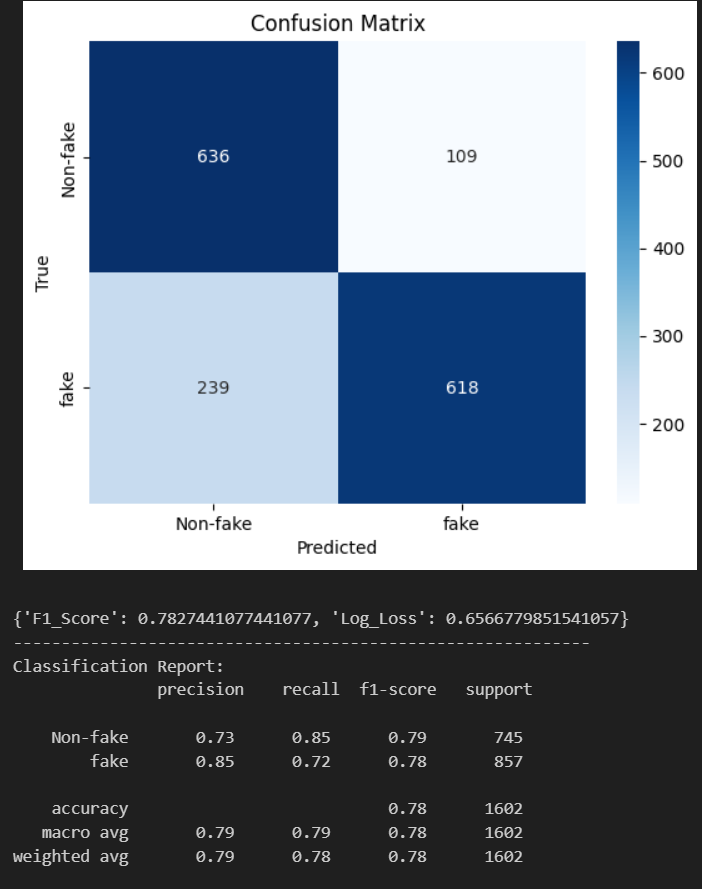 Confusion Matrix
Non-fake
636
109
600
500
400
300
200
True
fake
239
618
Non-fake
fake
Predicted
{'F1_Score': 0.7827441077441077, 'Log_Loss': 0.6566779851541057}
------------------------------------------------------------
Classification Report:
precision recall f1-score support
Non-fake 0.73 0.85 0.79 745
fake 0.85 0.72 0.78 857
accuracy 0.78 1602
macro avg 0.79 0.79 0.78 1602
weighted avg 0.79 0.78 0.78 1602